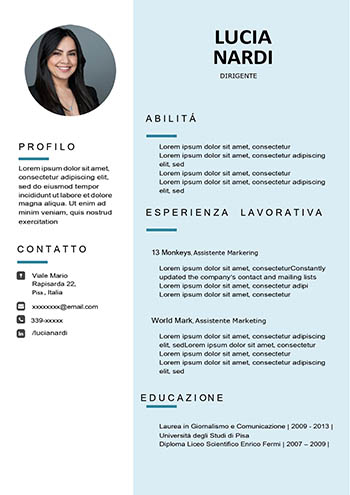 LUCIA
NARDI
DIRIGENTE
PROFILO
Lorem ipsum dolor sit amet,
consectetur adipiscing elit,
sed do eiusmod tempor
incididunt ut labore et dolore
magna aliqua. Ut enim ad
minim veniam, quis nostrud
exercitation
CONTATTO
Viale Mario
Rapisarda 22,
Pisa, Italia
xxxxxxxx@email.com
339-xxxxx
/lucianardi
ABILITÁ
Lorem ipsum dolor sit amet, consectetur
Lorem ipsum dolor sit amet, consectetur adipiscing
elit, sed
Lorem ipsum dolor sit amet, consectetur
Lorem ipsum dolor sit amet, consectetur adipiscing
elit, sed
ESPERIENZA LAVORATIVA
13 Monkeys, Assistente Markering
Lorem ipsum dolor sit amet, consecteturConstantly
updated the company's contact and mailing lists
Lorem ipsum dolor sit amet, consectetur adipi
Lorem ipsum dolor sit amet, consectetur
World Mark, Assistente Marketing
Lorem ipsum dolor sit amet, consectetur adipiscing
elit, sedLorem ipsum dolor sit amet, consectetur
Lorem ipsum dolor sit amet, consectetur
Lorem ipsum dolor sit amet, consectetur adipiscing
elit, sed
EDUCAZIONE
Laurea in Giornalismo e Comunicazione | 2009 - 2013 |
Università degli Studi di Pisa
Diploma Liceo Scientifico Enrico Fermi | 2007 – 2009 |